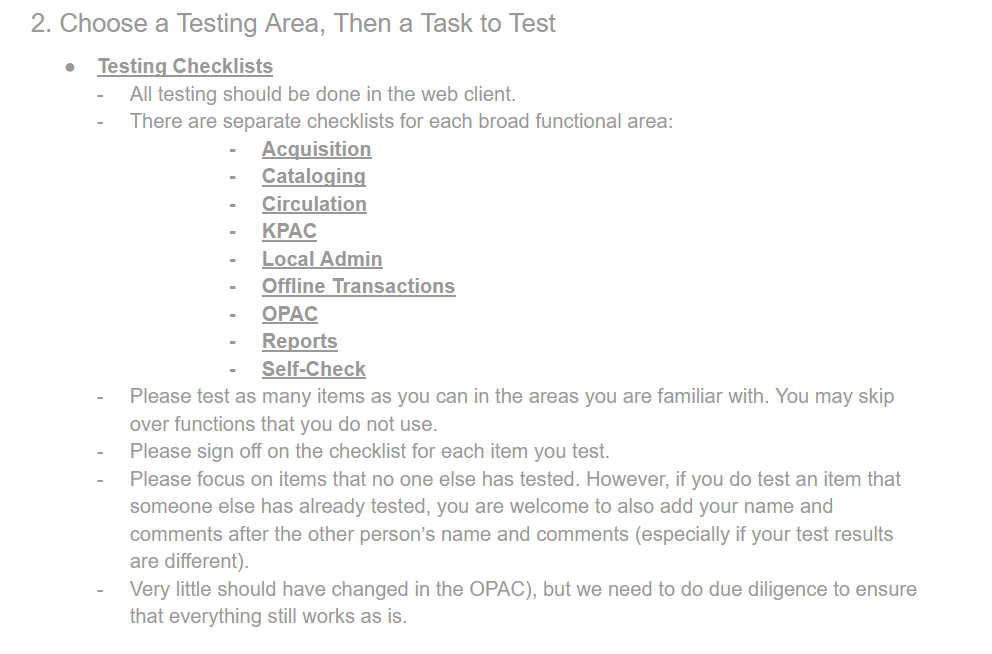 2. Choose a Testing Area, Then a Task to Test
● Testing Checklists
- All testing should be done in the web client.
- There are separate checklists for each broad functional area:
- Acquisition
- Cataloging
- Circulation
- KPAC
- Local Admin
- Offline Transactions
- OPAC
- Reports
- Self-Check
- Please test as many items as you can in the areas you are familiar with. You may skip
over functions that you do not use.
- Please sign off on the checklist for each item you test.
- Please focus on items that no one else has tested. However, if you do test an item that
someone else has already tested, you are welcome to also add your name and
comments after the other person’s name and comments (especially if your test results
are different).
- Very little should have changed in the OPAC), but we need to do due diligence to ensure
that everything still works as is.